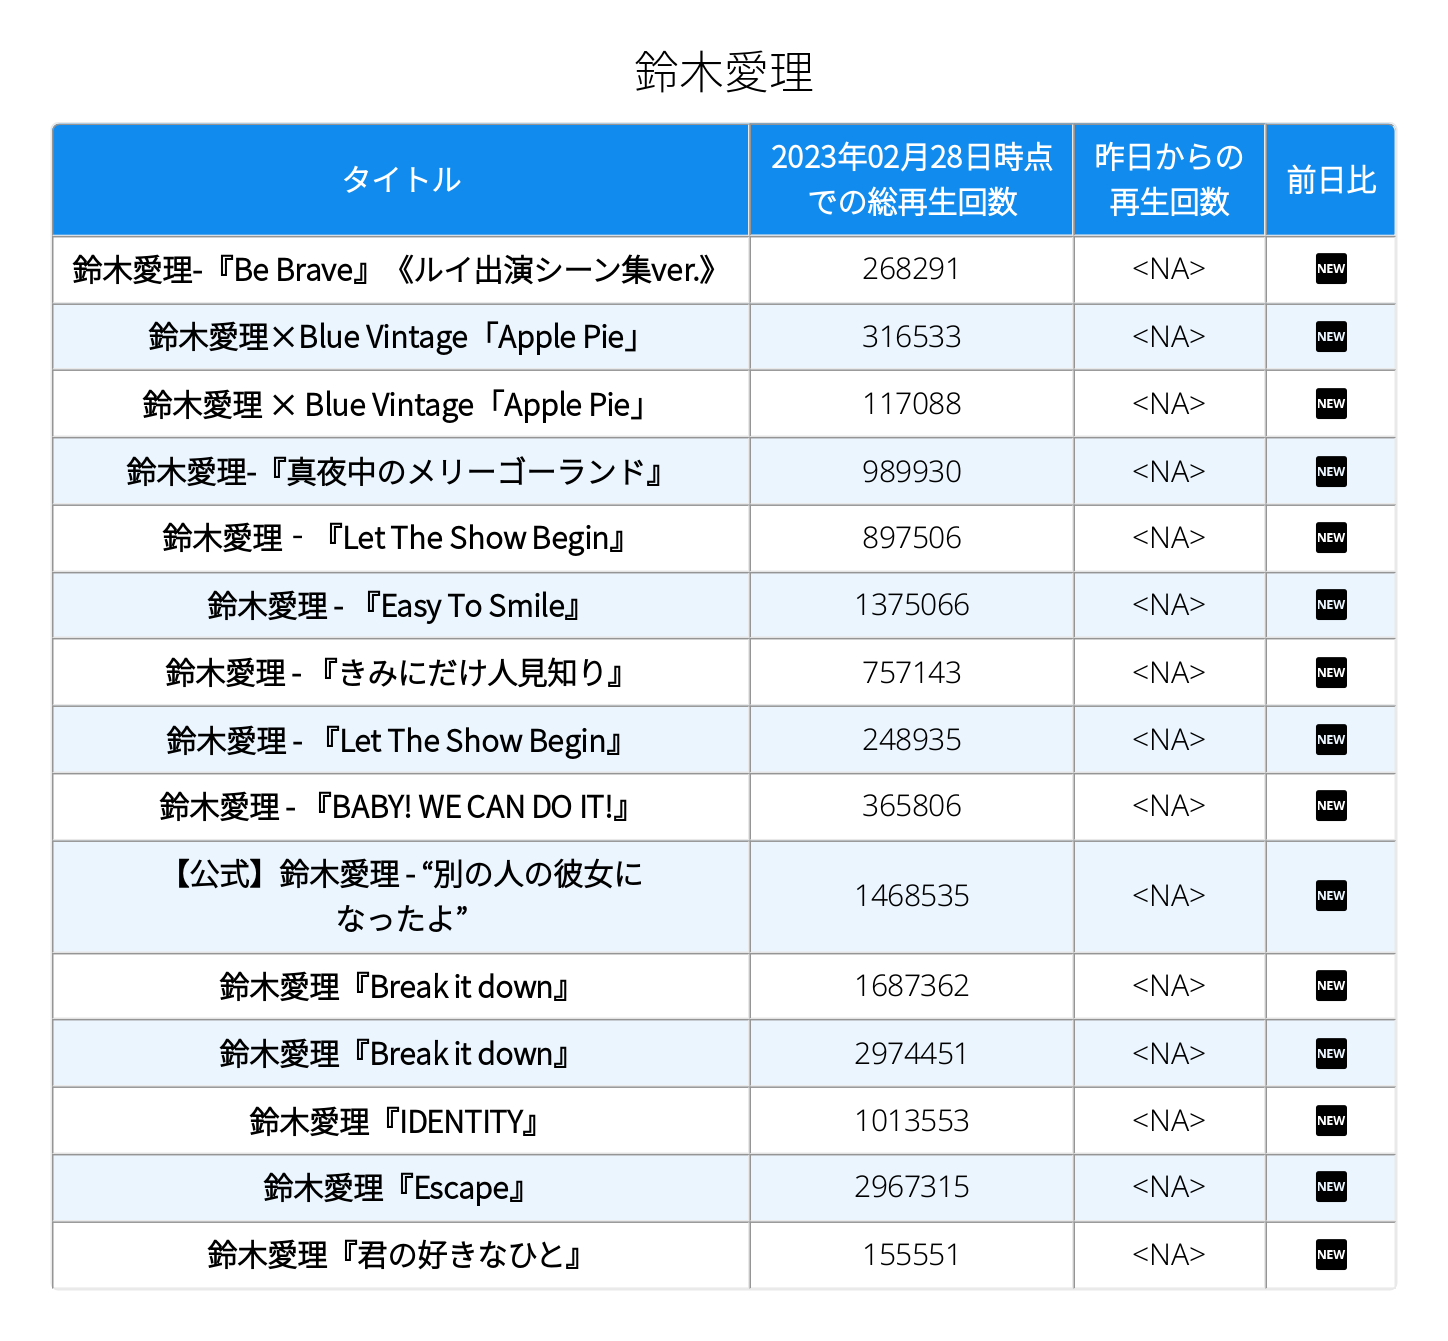 鈴木愛理
タイトル
2023年02月28日時点
での総再生回数
昨日からの
再生回数
前日比
鈴木愛理-『Be Brave』《ルイ出演シーン集ver.》 268291 <NA> NEW
鈴木愛理×Blue Vintage「Apple Pie」 316533 <NA> NEW
鈴木愛理 × Blue Vintage「Apple Pie」 117088 <NA> NEW
鈴木愛理-『真夜中のメリーゴーランド』 989930 <NA> NEW
鈴木愛理 - 『Let The Show Begin』 897506 <NA> NEW
鈴木愛理 - 『Easy To Smile』 1375066 <NA> NEW
鈴木愛理 - 『きみにだけ人見知り』 757143 <NA> NEW
鈴木愛理 - 『Let The Show Begin』 248935 <NA> NEW
鈴木愛理 - 『BABY! WE CAN DO IT!』 365806 <NA> NEW
【公式】鈴木愛理 - “別の人の彼女に
なったよ”
1468535 <NA> NEW
鈴木愛理『Break it down』 1687362 <NA> NEW
鈴木愛理『Break it down』 2974451 <NA> NEW
鈴木愛理『IDENTITY』 1013553 <NA> NEW
鈴木愛理『Escape』 2967315 <NA> NEW
鈴木愛理『君の好きなひと』 155551 <NA> NEW